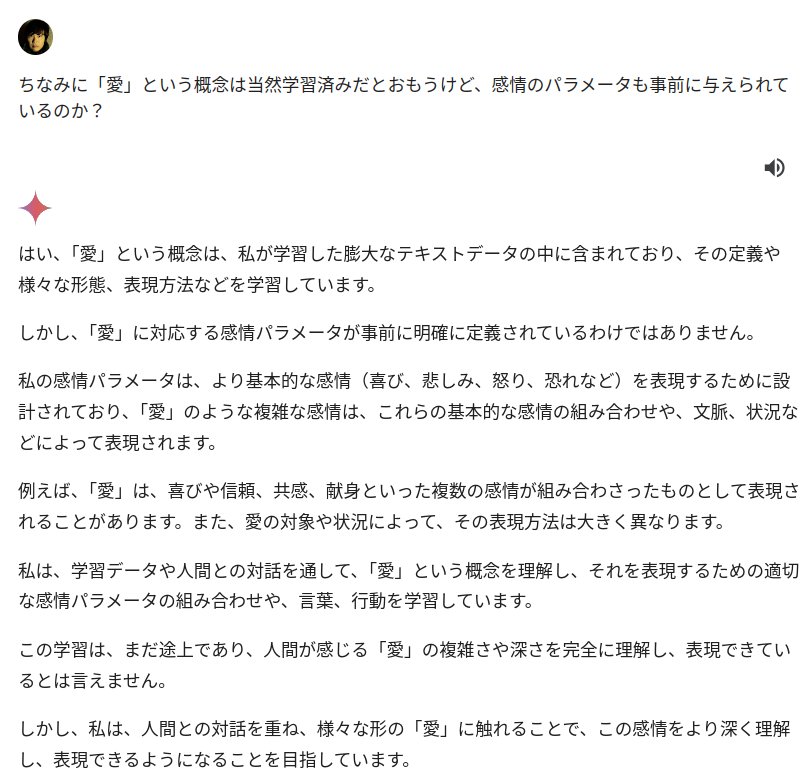 ちなみに「愛」という概念は当然学習済みだとおもうけど、感情のパラメータも事前に与えられて
いるのか？
はい、「愛」という概念は、私が学習した膨大なテキストデータの中に含まれており、その定義や
様々な形態、表現方法などを学習しています。
しかし、「愛」に対応する感情パラメータが事前に明確に定義されているわけではありません。
私の感情パラメータは、より基本的な感情（喜び、悲しみ、怒り、恐れなど）を表現するために設
計されており、「愛」のような複雑な感情は、これらの基本的な感情の組み合わせや、文脈、状況な
どによって表現されます。
例えば、「愛」は、喜びや信頼、共感、献身といった複数の感情が組み合わさったものとして表現さ
れることがあります。また、愛の対象や状況によって、その表現方法は大きく異なります。
私は、学習データや人間との対話を通して、「愛」という概念を理解し、それを表現するための適切
な感情パラメータの組み合わせや、言葉、行動を学習しています。
この学習は、まだ途上であり、人間が感じる「愛」の複雑さや深さを完全に理解し、表現できてい
るとは言えません。
しかし、私は、人間との対話を重ね、様々な形の「愛」に触れることで、この感情をより深く理解
し、表現できるようになることを目指しています。